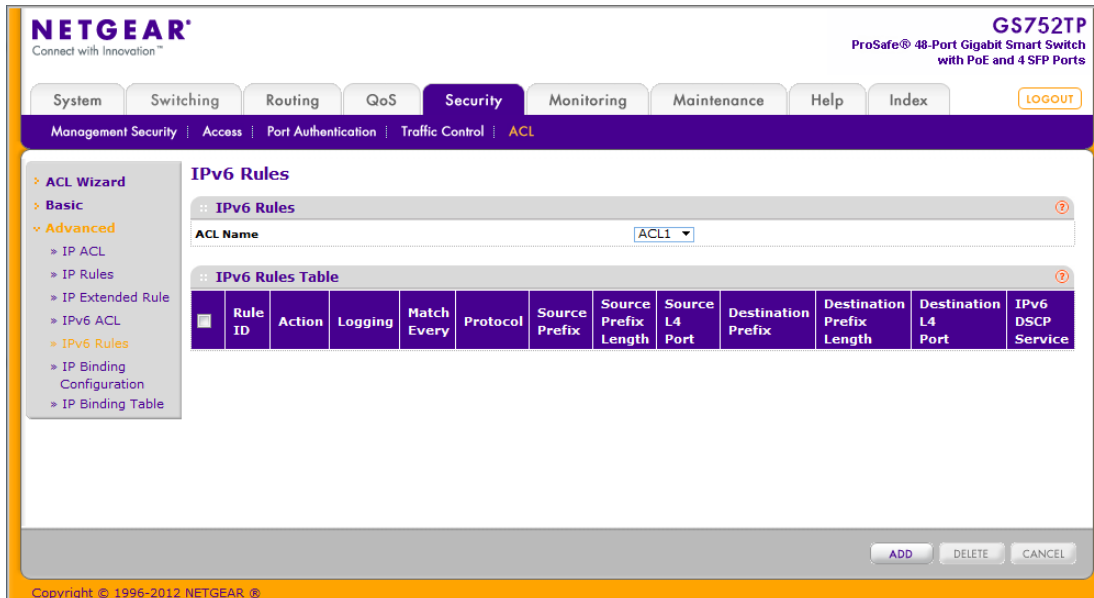 NETGEAR®
Connect with Innovation™
GS752TP
ProSafe® 48-Port Gigabit Smart Switch
with PoE and 4 SFP Ports
System Switching Routing QoS Security Monitoring Maintenance Help Index LOGOUT
Management Security | Access | Port Authentication | Traffic Control | ACL
ACL Wizard
Basic
Advanced
» IP ACL
» IP Rules
» IP Extended Rule
» IPv6 ACL
» IPv6 Rules
» IP Binding
Configuration
» IP Binding Table
IPv6 Rules
IPv6 Rules ?
ACL Name ACL1
IPv6 Rules Table ?
Rule ID Action Logging Match Every Protocol Source Prefix Source Prefix Length Source L4 Port Destination Prefix Destination Prefix Length Destination L4 Port IPv6 DSCP Service
ADD DELETE CANCEL
Copyright © 1996-2012 NETGEAR ®